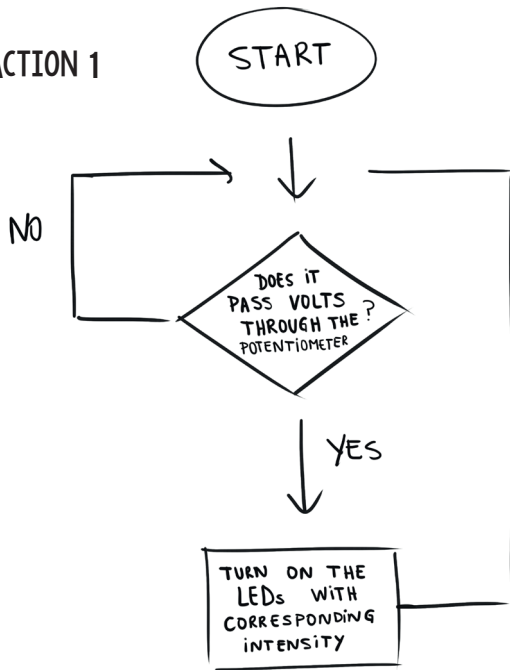 ACTION 1
START
NO
DOES IT
PASS VOLTS
THROUGH THE ?
POTENTIOMETER
YES
TURN ON THE
LEDs WITH
CORRESPONDING
INTENSITY